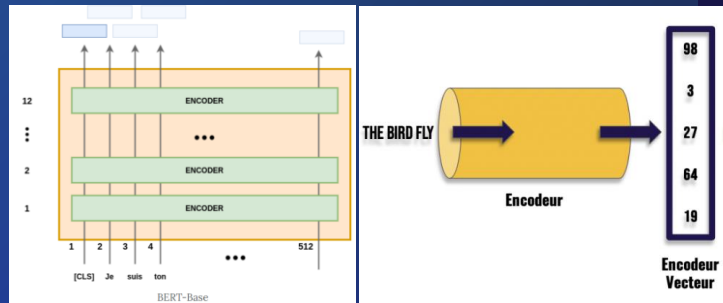 12
ENCODER
2
ENCODER
1
ENCODER
1 2 3 4 512
[CLS] Je suis ton
BERT-Base
THE BIRD FLY
Encodeur
98
3
27
64
19
Encodeur
Vecteur